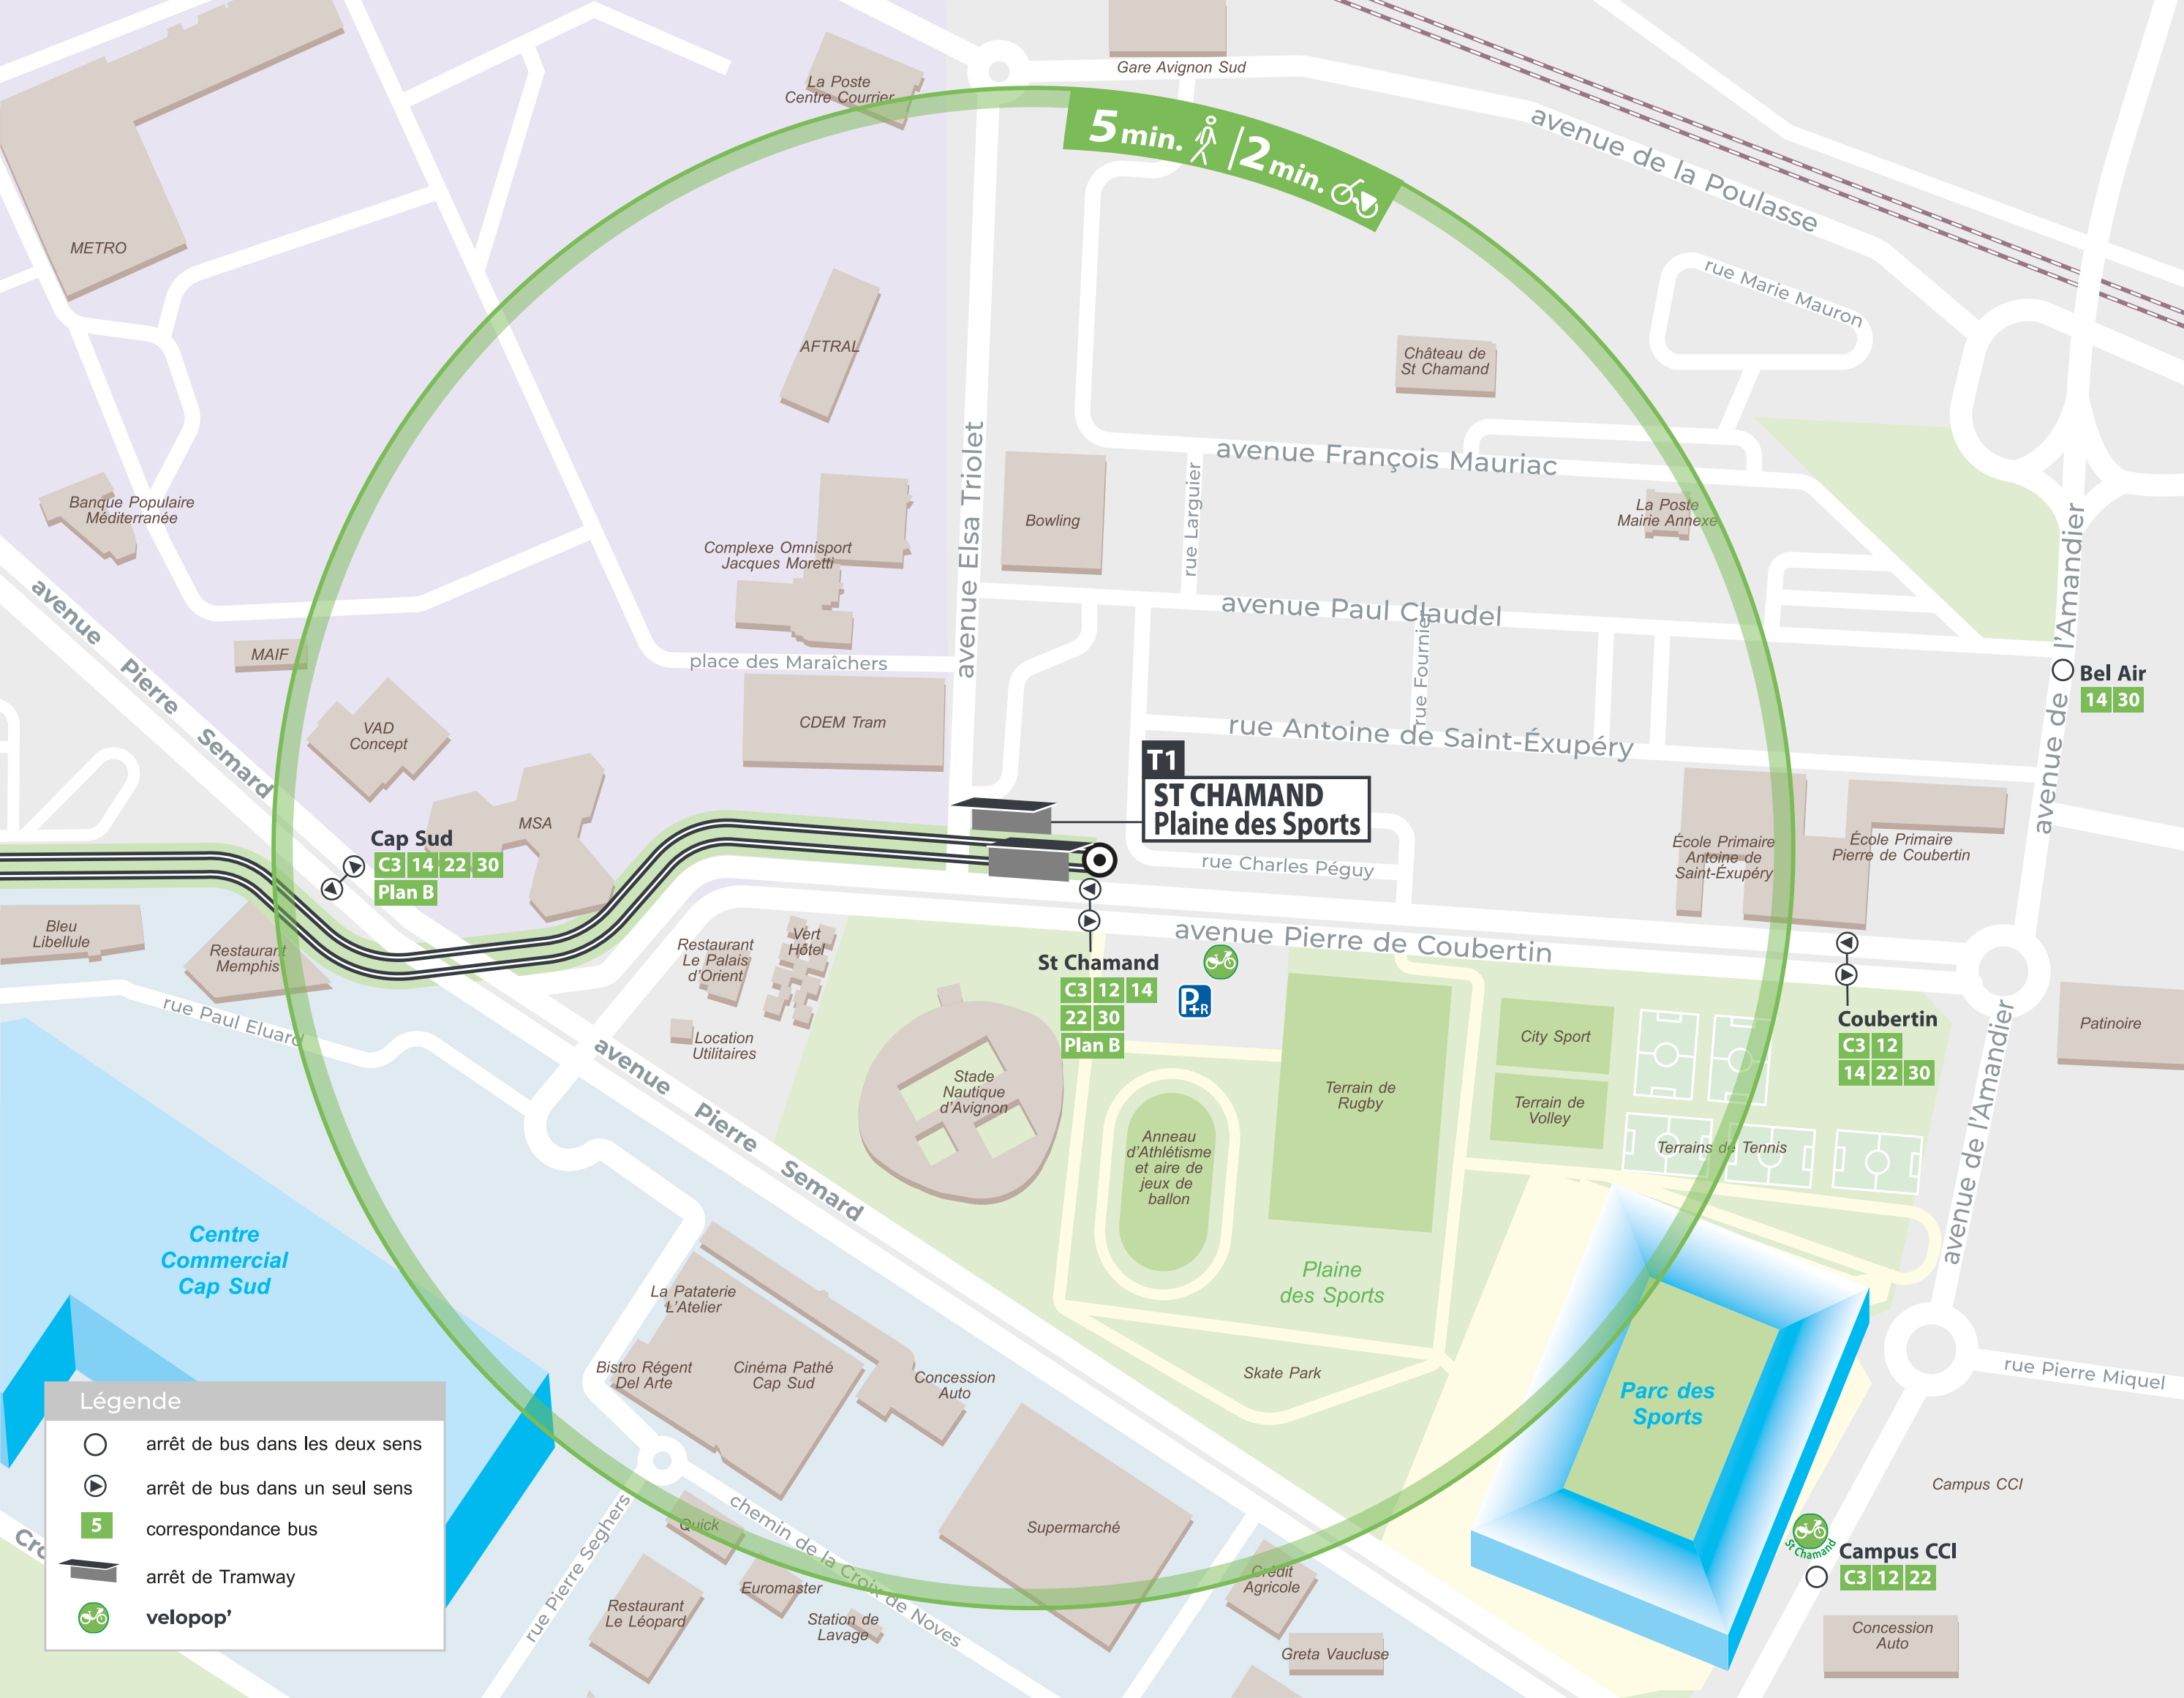 La Poste
Centre Courrier
Gare Avignon Sud
5 min. / 2 min.
avenue de la Poulasse
METRO
rue Marie Mauron
AFTRAL
Château de
St Chamand
avenue François Mauriac
avenue Elsa Triolet
Bowling
rue Larguier
La Poste
Mairie Annexe
Banque Populaire
Méditerranée
Complexe Omnisport
Jacques Moretti
avenue Paul Claudel
rue Fournier
avenue de l'Amandier
avenue Pierre Semard
MAIF
place des Maraîchers
Bel Air
14 30
VAD
Concept
CDEM Tram
rue Antoine de Saint-Éxupéry
T1
ST CHAMAND
Plaine des Sports
MSA
Cap Sud
C3 14 22 30
Plan B
rue Charles Péguy
École Primaire
Antoine de
Saint-Éxupéry
École Primaire
Pierre de Coubertin
Bleu
Libellule
Restaurant
Memphis
Restaurant
Le Palais
d'Orient
Vert
Hôtel
avenue Pierre de Coubertin
St Chamand
C3 12 14
22 30
Plan B
P+R
rue Paul Eluard
Location
Utilitaires
avenue Pierre Semard
Stade
Nautique
d'Avignon
City Sport
Terrain de
Rugby
Terrain de
Volley
Coubertin
C3 12
14 22 30
Patinoire
Anneau
d'Athlétisme
et aire de
jeux de
ballon
Terrains de Tennis
avenue de l'Amandier
Centre
Commercial
Cap Sud
Plaine
des Sports
La Pataterie
L'Atelier
Bistro Régent
Del Arte
Cinéma Pathé
Cap Sud
Concession
Auto
Skate Park
Parc des
Sports
rue Pierre Miquel
Campus CCI
Quick
chemin de la Croix de Noves
rue Pierre Seghers
Supermarché
St Chamand
Campus CCI
C3 12 22
Euromaster
Crédit
Agricole
Restaurant
Le Léopard
Station de
Lavage
Greta Vaucluse
Concession
Auto
Cro
Légende
arrêt de bus dans les deux sens
arrêt de bus dans un seul sens
5
correspondance bus
arrêt de Tramway
velopop'